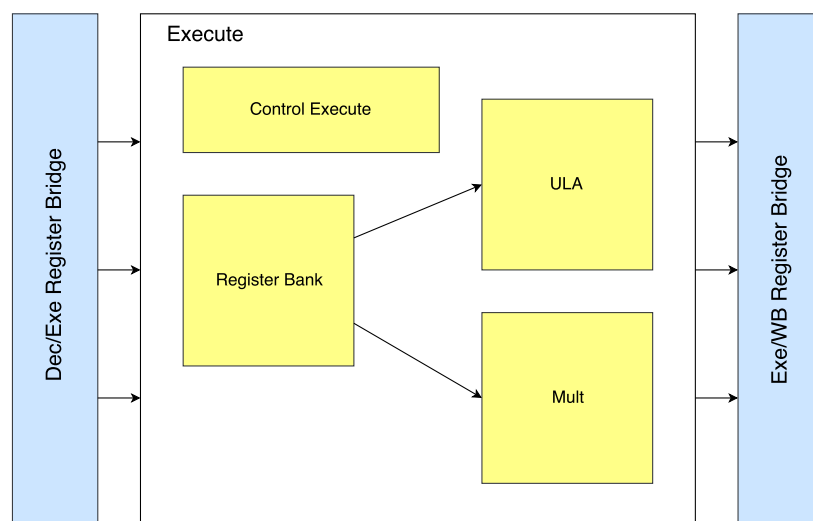 Execute
Control Execute
ULA
Register Bank
Mult
Dec/Exe Register Bridge
Exe/WB Register Bridge